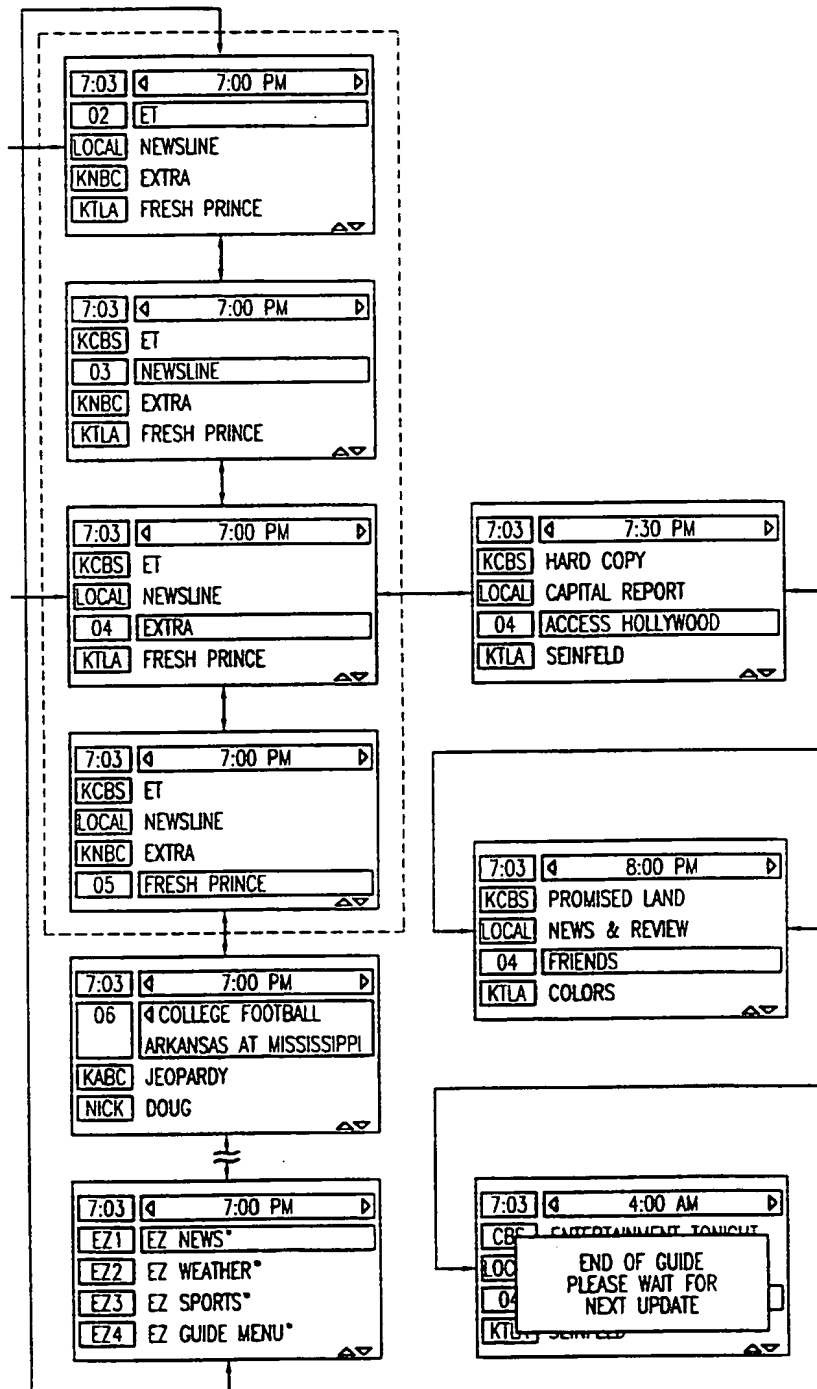 7:03 7:00 PM
02 ET
LOCAL NEWSLINE
KNBC EXTRA
KTLA FRESH PRINCE
7:03 7:00 PM
KCBS ET
03 NEWSLINE
KNBC EXTRA
KTLA FRESH PRINCE
7:03 7:00 PM
KCBS ET
LOCAL NEWSLINE
04 EXTRA
KTLA FRESH PRINCE
7:03 7:30 PM
KCBS HARD COPY
LOCAL CAPITAL REPORT
04 ACCESS HOLLYWOOD
KTLA SEINFELD
7:03 7:00 PM
KCBS ET
LOCAL NEWSLINE
KNBC EXTRA
05 FRESH PRINCE
7:03 8:00 PM
KCBS PROMISED LAND
LOCAL NEWS & REVIEW
04 FRIENDS
KTLA COLORS
7:03 7:00 PM
06 COLLEGE FOOTBALL
ARKANSAS AT MISSISSIPPI
KABC JEOPARDY
NICK DOUG
7:03 7:00 PM
EZ1 EZ NEWS*
EZ2 EZ WEATHER*
EZ3 EZ SPORTS*
EZ4 EZ GUIDE MENU*
7:03 4:00 AM
CBS ENTERTAINMENT TONIGHT
END OF GUIDE
PLEASE WAIT FOR
NEXT UPDATE
04
SEINFELD